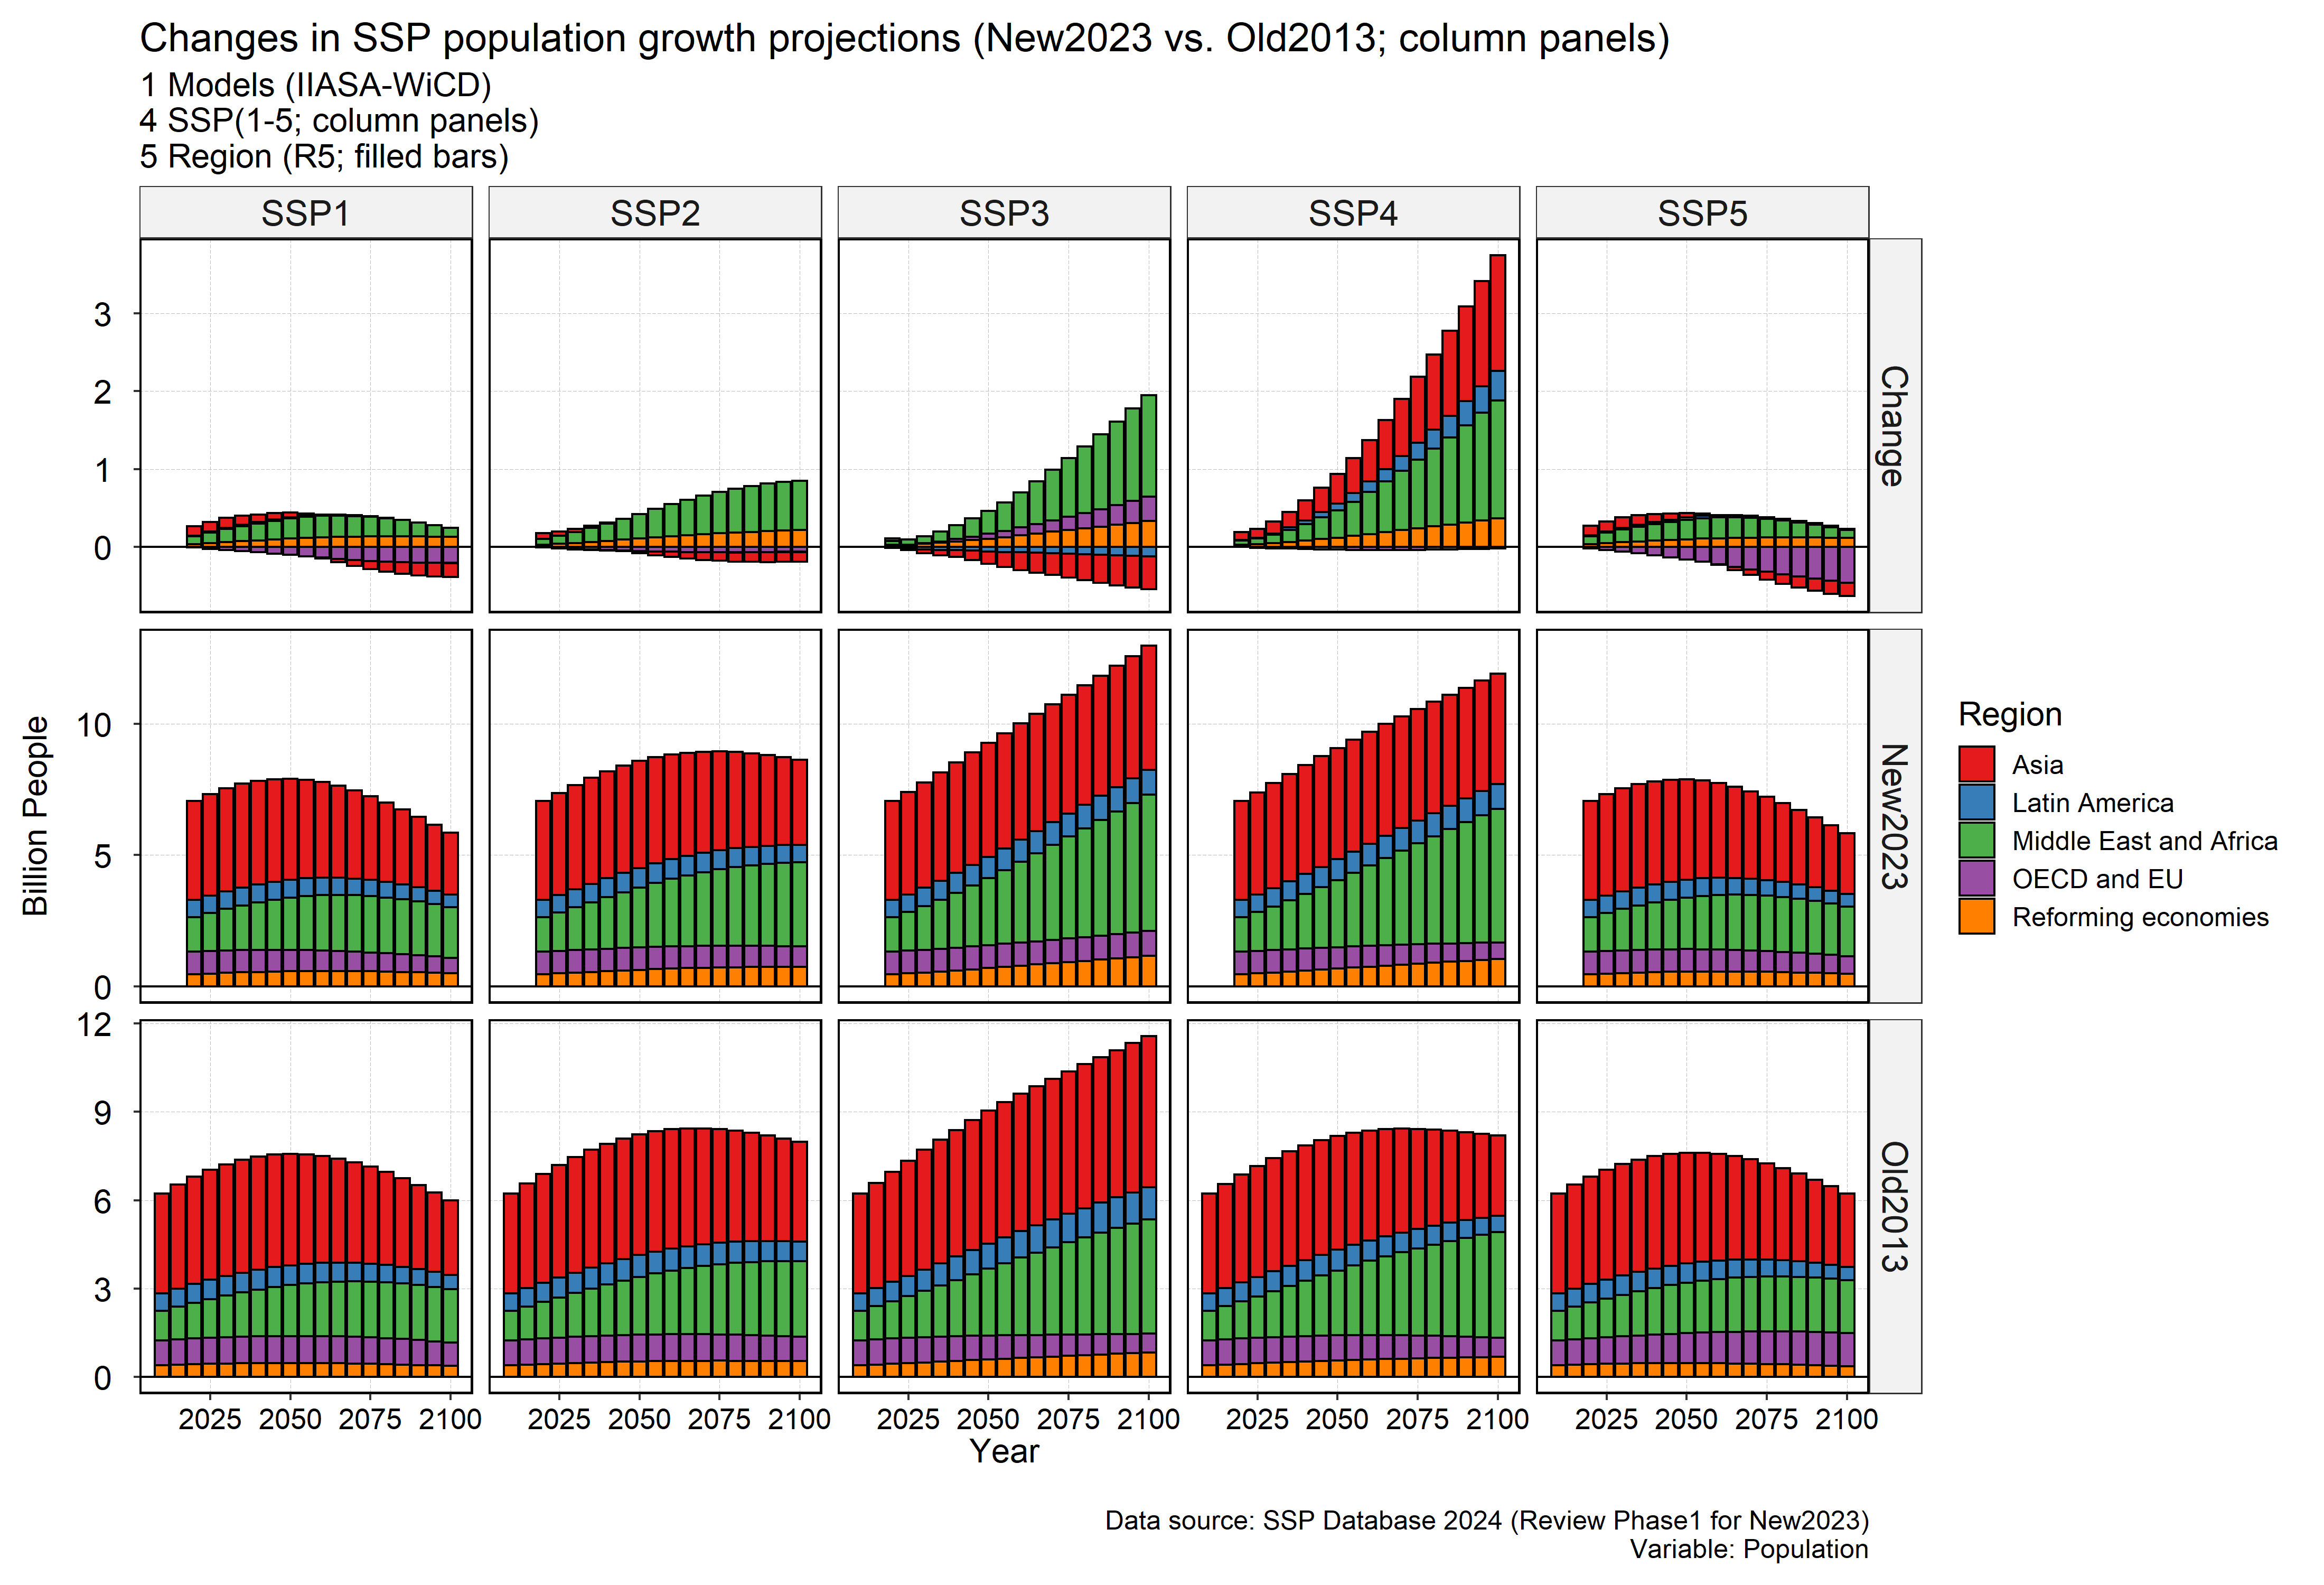 Changes in SSP population growth projections (New2023 vs. Old2013; column panels)
1 Models (IIASA-WiCD)
4 SSP(1-5; column panels)
5 Region (R5; filled bars)
SSP1 SSP2 SSP3 SSP4 SSP5
3
2
1
0
Change
10
5
0
New2023
12
9
6
3
0
Old2013
Billion People
2025 2050 2075 2100 2025 2050 2075 2100 2025 2050 2075 2100 2025 2050 2075 2100 2025 2050 2075 2100
Year
Region
Asia
Latin America
Middle East and Africa
OECD and EU
Reforming economies
Data source: SSP Database 2024 (Review Phase1 for New2023)
Variable: Population